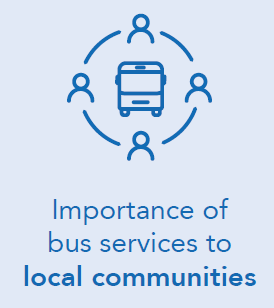 Importance of
bus services to
local communities